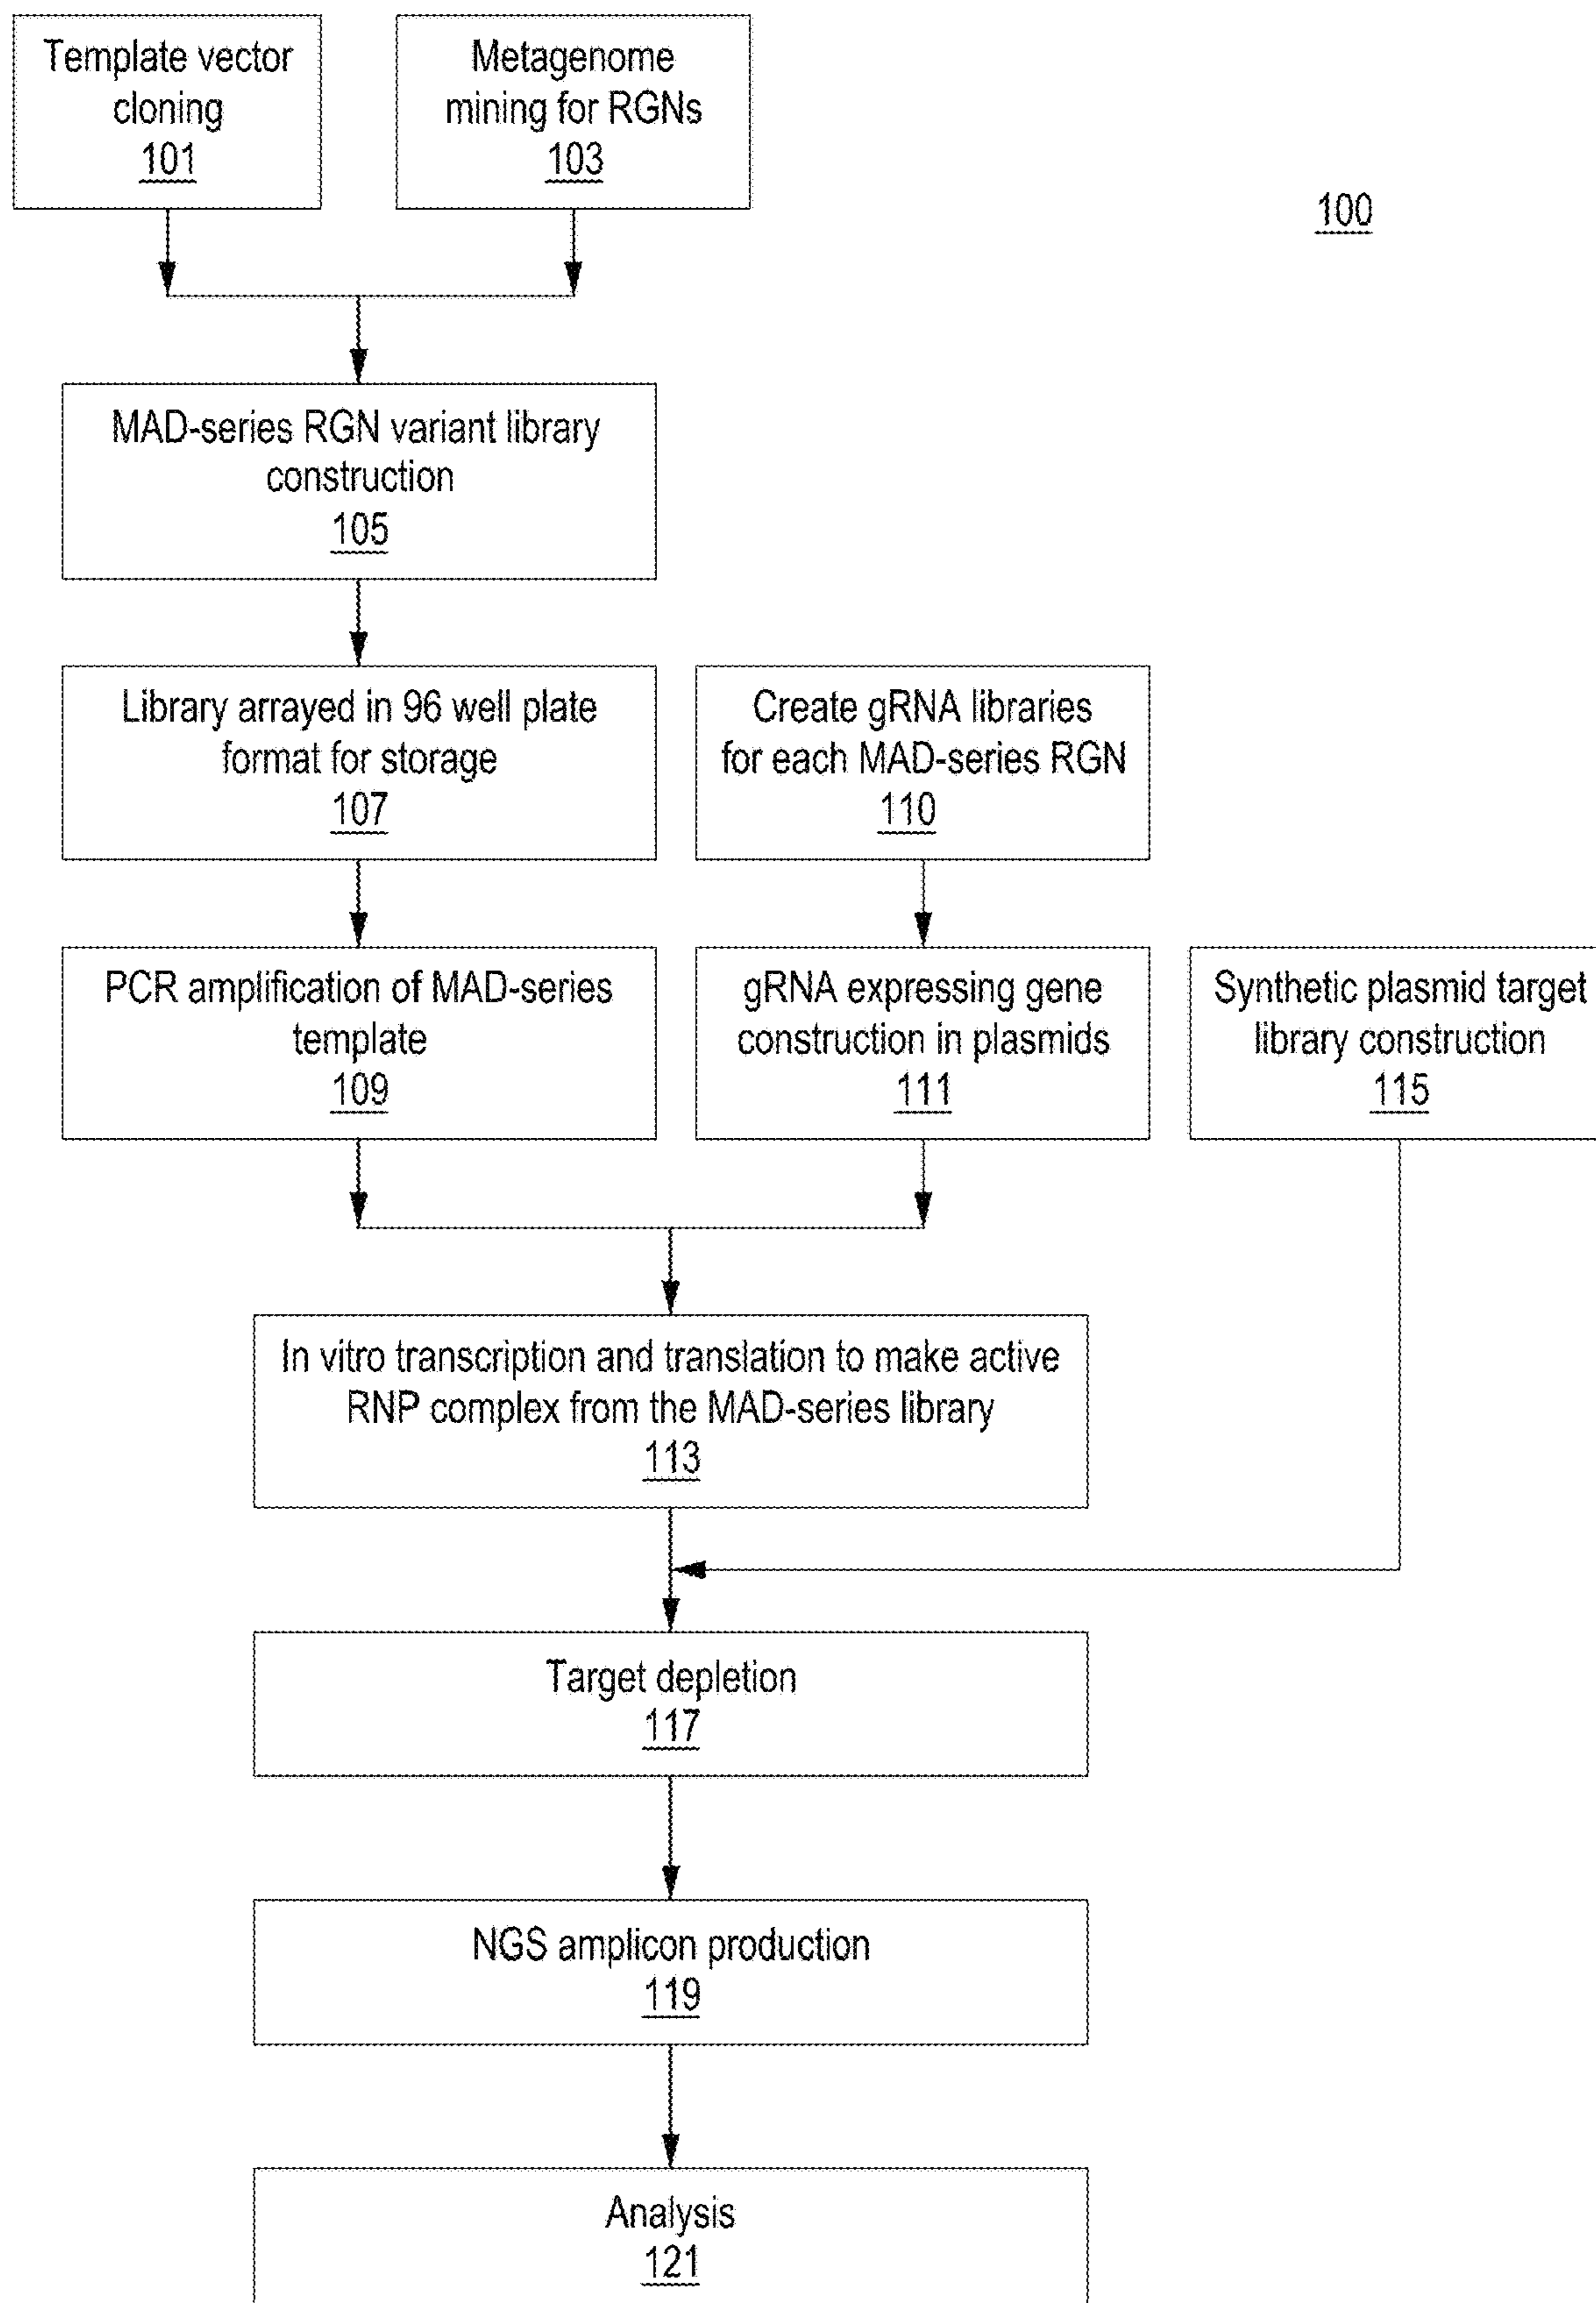 Template vector
cloning
101
Metagenome
mining for RGNs
103
100
MAD-series RGN variant library
construction
105
Library arrayed in 96 well plate
format for storage
107
Create gRNA libraries
for each MAD-series RGN
110
PCR amplification of MAD-series
template
109
gRNA expressing gene
construction in plasmids
111
Synthetic plasmid target
library construction
115
In vitro transcription and translation to make active
RNP complex from the MAD-series library
113
Target depletion
117
NGS amplicon production
119
Analysis
121